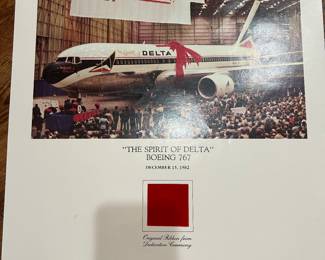 DELTA
"THE SPIRIT OF DELTA"
BOEING 767
DECEMBER 15, 1982
Original Ribbon from
Dedication Ceremony